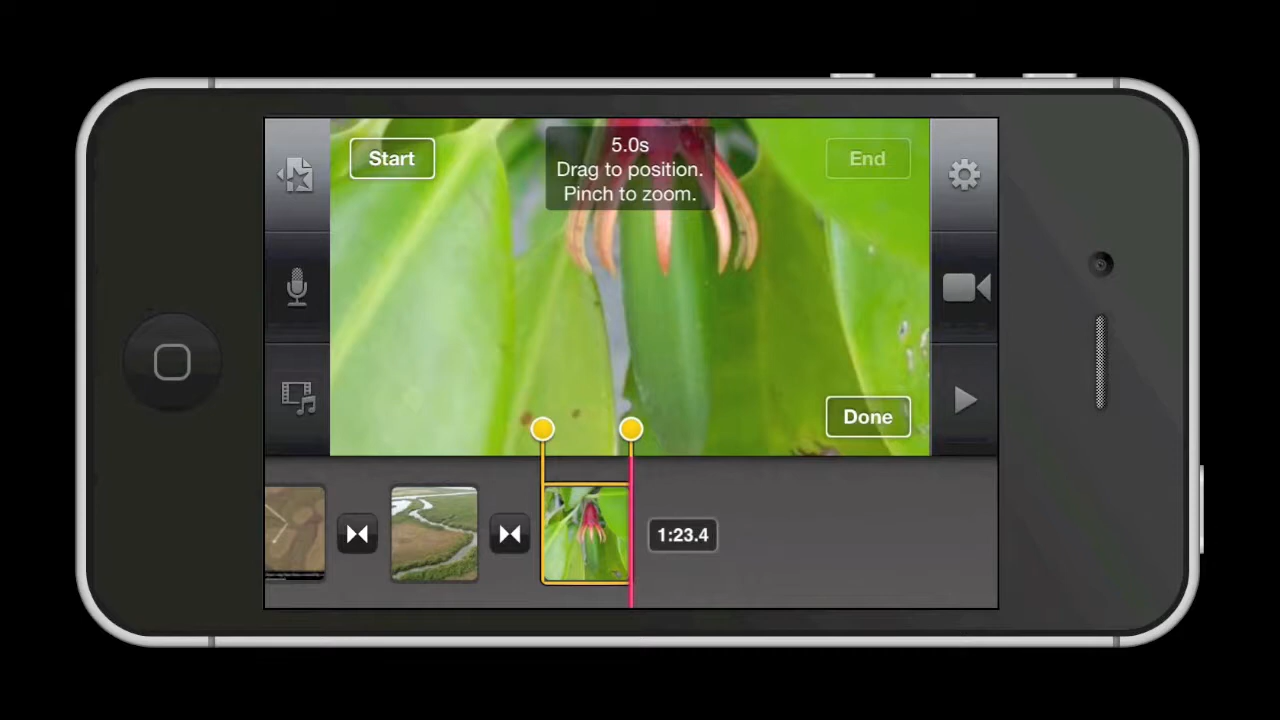 Start
5.0s
Drag to position.
Pinch to zoom.
End
Done
1:23.4